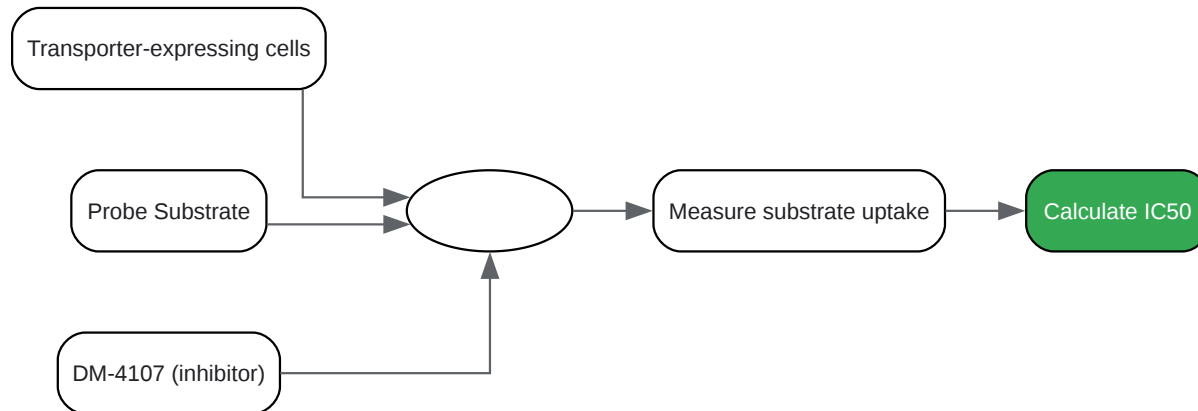 Transporter-expressing cells
Probe Substrate
DM-4107 (inhibitor)
Measure substrate uptake
Calculate IC50